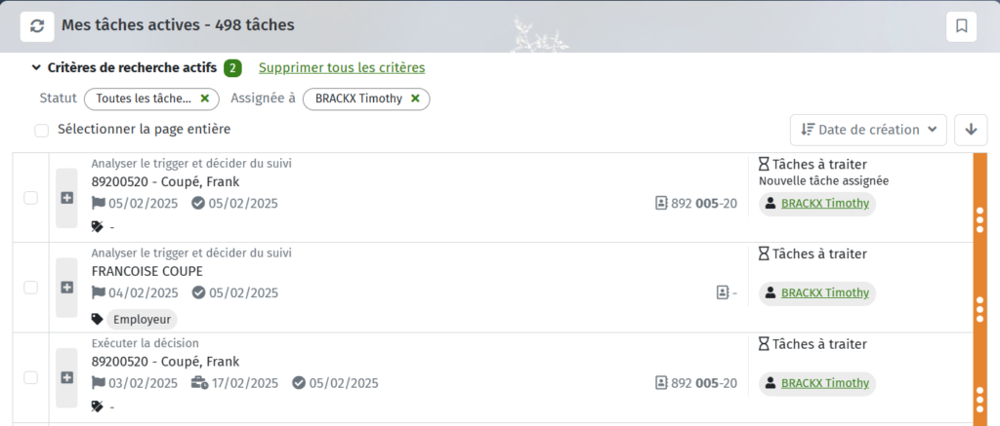 Mes tâches actives - 498 tâches
Critères de recherche actifs 2 Supprimer tous les critères
Statut Toutes les tâche... × Assignée à BRACKX Timothy ×
Sélectionner la page entière
Date de création
Analyser le trigger et décider du suivi
89200520 - Coupé, Frank
05/02/2025 05/02/2025
892 005-20
-
Tâches à traiter
Nouvelle tâche assignée
BRACKX Timothy
Analyser le trigger et décider du suivi
FRANCOISE COUPE
04/02/2025 05/02/2025
-
Employeur
Tâches à traiter
BRACKX Timothy
Exécuter la décision
89200520 - Coupé, Frank
03/02/2025 17/02/2025 05/02/2025
892 005-20
-
Tâches à traiter
BRACKX Timothy